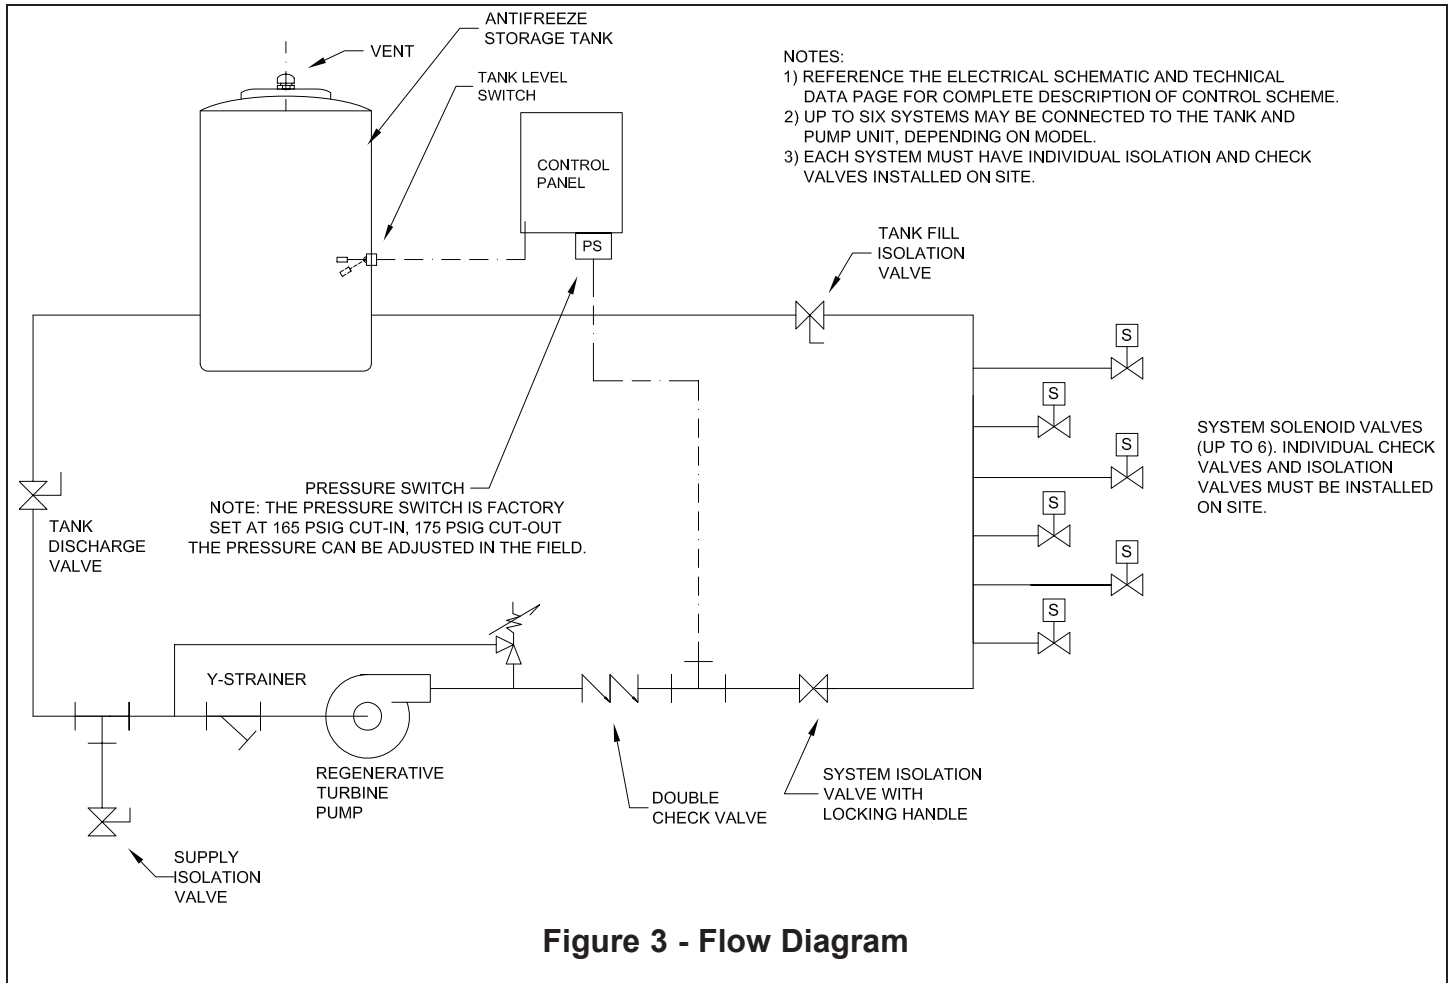 ANTIFREEZE
STORAGE TANK
VENT
TANK LEVEL
SWITCH
NOTES:
1) REFERENCE THE ELECTRICAL SCHEMATIC AND TECHNICAL
DATA PAGE FOR COMPLETE DESCRIPTION OF CONTROL SCHEME.
2) UP TO SIX SYSTEMS MAY BE CONNECTED TO THE TANK AND
PUMP UNIT, DEPENDING ON MODEL.
3) EACH SYSTEM MUST HAVE INDIVIDUAL ISOLATION AND CHECK
VALVES INSTALLED ON SITE.
CONTROL
PANEL
PS
TANK FILL
ISOLATION
VALVE
S
S
S
S
S
S
SYSTEM SOLENOID VALVES
(UP TO 6). INDIVIDUAL CHECK
VALVES AND ISOLATION
VALVES MUST BE INSTALLED
ON SITE.
PRESSURE SWITCH
NOTE: THE PRESSURE SWITCH IS FACTORY
SET AT 165 PSIG CUT-IN, 175 PSIG CUT-OUT
THE PRESSURE CAN BE ADJUSTED IN THE FIELD.
TANK
DISCHARGE
VALVE
Y-STRAINER
REGENERATIVE
TURBINE
PUMP
DOUBLE
CHECK VALVE
SYSTEM ISOLATION
VALVE WITH
LOCKING HANDLE
SUPPLY
ISOLATION
VALVE
Figure 3 - Flow Diagram